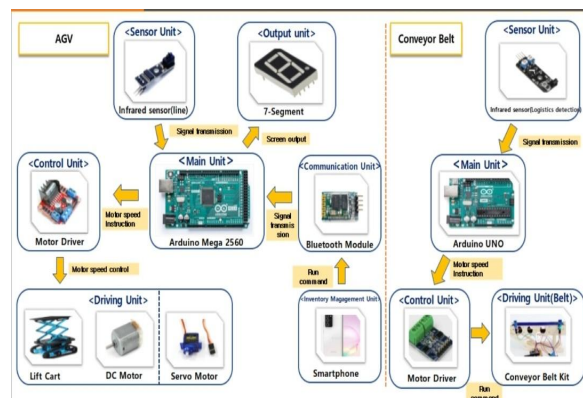 AGV
<Sensor Unit>
Infrared sensor(line)
<Output unit>
7-Segment
Signal transmission
Screen output
<Control Unit>
Motor Driver
Motor speed
Instruction
<Main Unit>
Arduino Mega 2560
<Communication Unit>
Bluetooth Module
Signal
transmis
sion
Motor speed control
Run
command
<Driving Unit>
Lift Cart
DC Motor
Servo Motor
<Inventory Magagement Unit>
Smartphone
Conveyor Belt
<Sensor Unit>
Infrared sensor(Logistics detection)
Signal transmission
<Main Unit>
Arduino UNO
Motor speed
Instruction
<Control Unit>
Motor Driver
<Driving Unit(Belt)>
Conveyor Belt Kit
Run
command